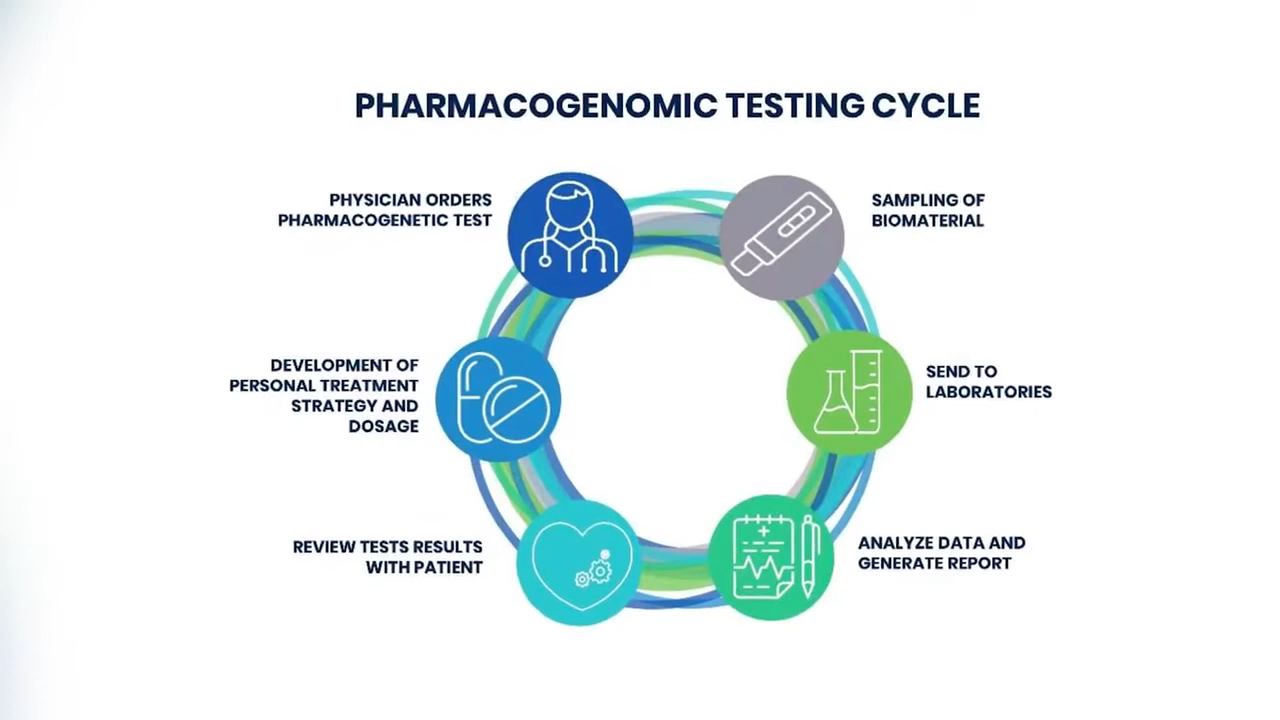 PHARMACOGENOMIC TESTING CYCLE
PHYSICIAN ORDERS
PHARMACOGENETIC TEST
SAMPLING OF
BIOMATERIAL
DEVELOPMENT OF
PERSONAL TREATMENT
STRATEGY AND
DOSAGE
SEND TO
LABORATORIES
REVIEW TESTS RESULTS
WITH PATIENT
ANALYZE DATA AND
GENERATE REPORT